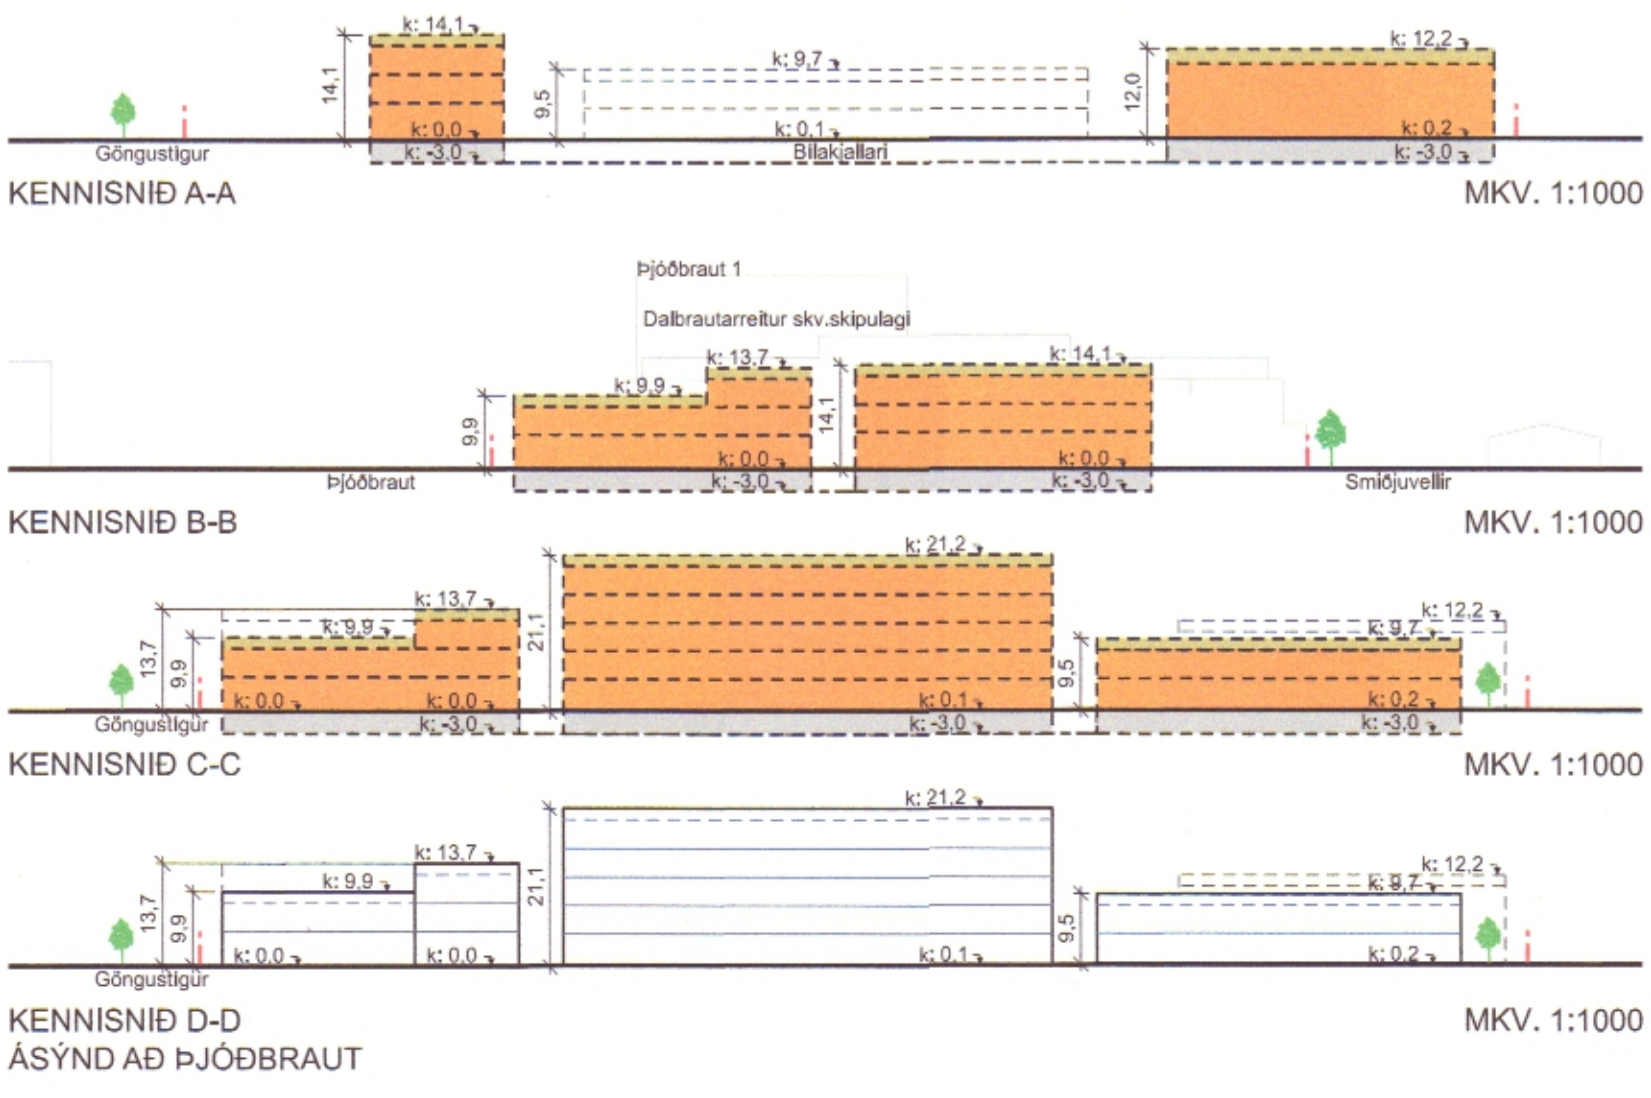 k: 14,1
14,1
k: 0,0
k: -3,0
9,5
k: 9,7
k: 0,1
12,0
k: 12,2
k: 0,2
k: -3,0
Göngustígur
Bílakjallari
KENNISNIÐ A-A
MKV. 1:1000
Þjóðbraut 1
Dalbrautarreitur skv.skipulagi
k: 13,7
k: 14,1
k: 9,9
9,9
14,1
k: 0,0
k: 0,0
Þjóðbraut
k: -3,0
k: -3,0
Smiðjuvellir
KENNISNIÐ B-B
MKV. 1:1000
k: 21,2
k: 13,7
k: 9,9
13,7
9,9
21,1
k: 12,2
k: 9,7
9,5
k: 0,0
k: 0,0
k: 0,1
k: 0,2
Göngustígur
k: -3,0
k: -3,0
k: -3,0
KENNISNIÐ C-C
MKV. 1:1000
k: 21,2
k: 13,7
k: 9,9
13,7
9,9
21,1
k: 12,2
k: 9,7
9,5
k: 0,0
k: 0,0
k: 0,1
k: 0,2
Göngustígur
KENNISNIÐ D-D
MKV. 1:1000
ÁSÝND AÐ ÞJÓÐBRAUT